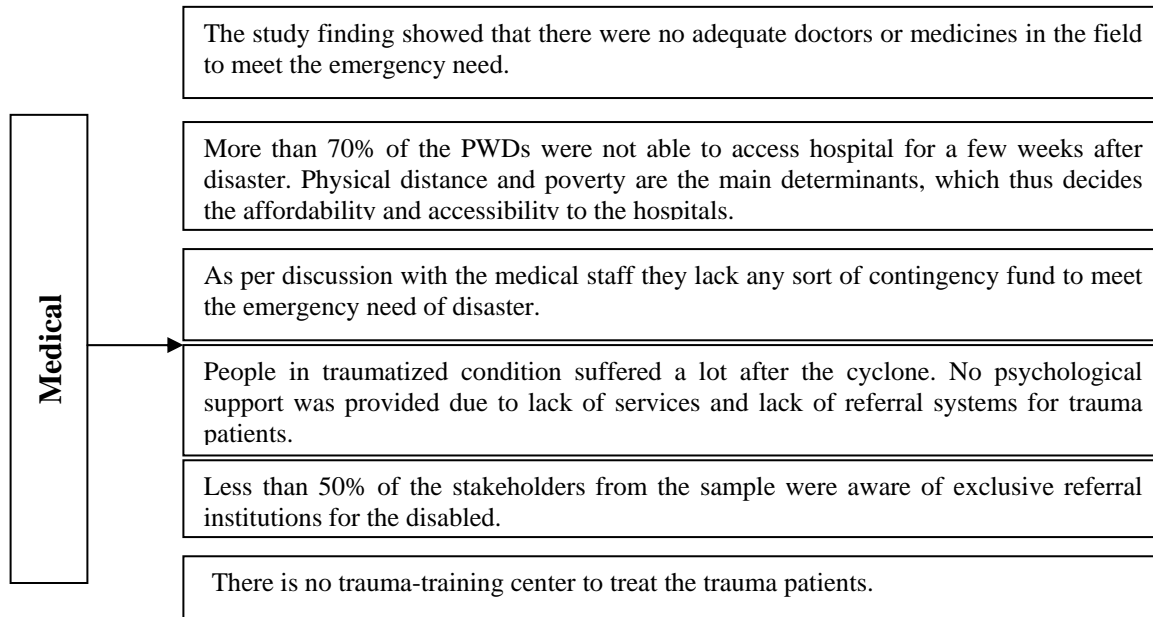 The study finding showed that there were no adequate doctors or medicines in the field
to meet the emergency need.
More than 70% of the PWDs were not able to access hospital for a few weeks after
disaster. Physical distance and poverty are the main determinants, which thus decides
the affordability and accessibility to the hospitals.
Medical
As per discussion with the medical staff they lack any sort of contingency fund to meet
the emergency need of disaster.
People in traumatized condition suffered a lot after the cyclone. No psychological
support was provided due to lack of services and lack of referral systems for trauma
patients.
Less than 50% of the stakeholders from the sample were aware of exclusive referral
institutions for the disabled.
There is no trauma-training center to treat the trauma patients.